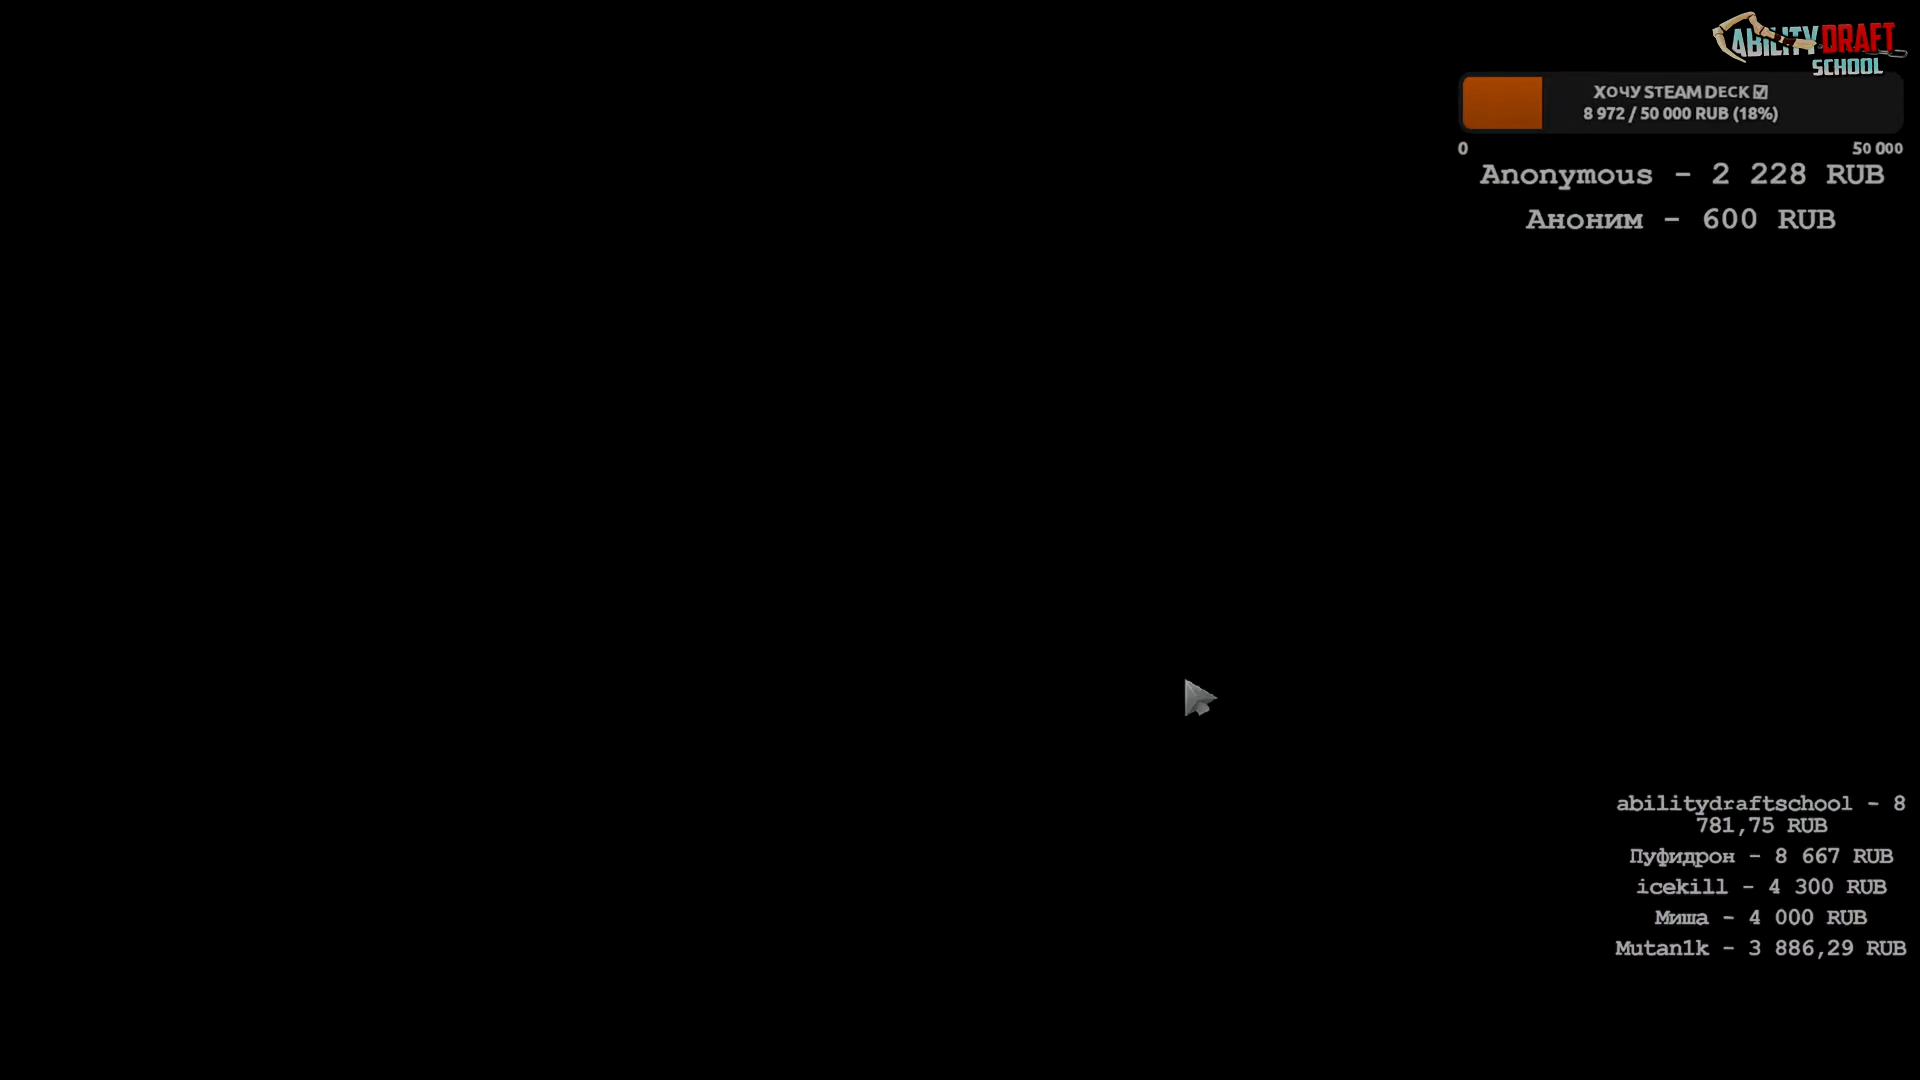 ABILITY DRAFT
SCHOOL
ХОЧУ STEAM DECK ☑
8 972 / 50 000 RUB (18%)
0 50 000
Anonymous - 2 228 RUB
Аноним - 600 RUB
abilitydraftschool - 8
781,75 RUB
Пуфидрон - 8 667 RUB
icekill - 4 300 RUB
Миша - 4 000 RUB
Mutan1k - 3 886,29 RUB